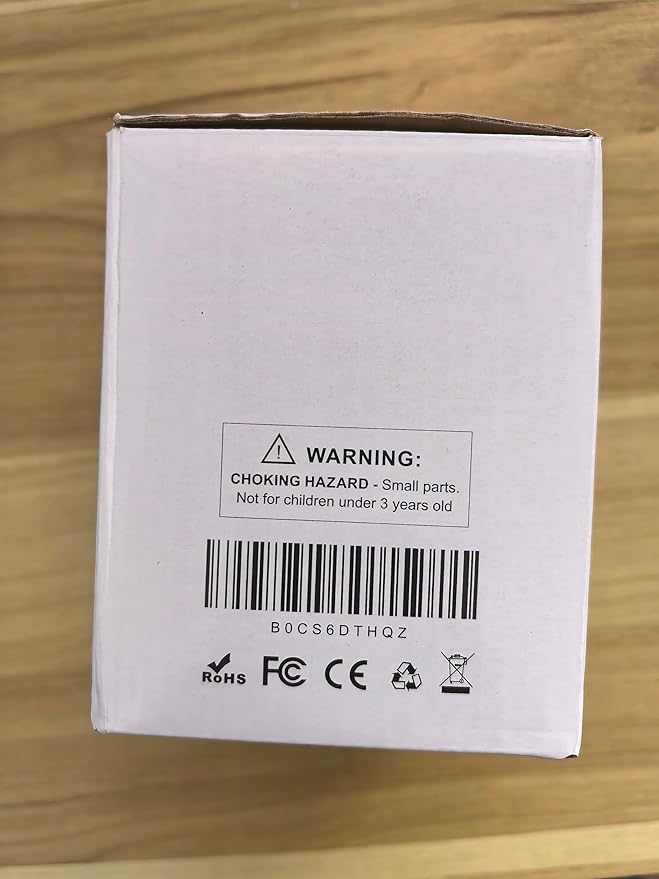 WARNING:
CHOKING HAZARD - Small parts.
Not for children under 3 years old
B0CS6DTHQZ
RoHS FC CE